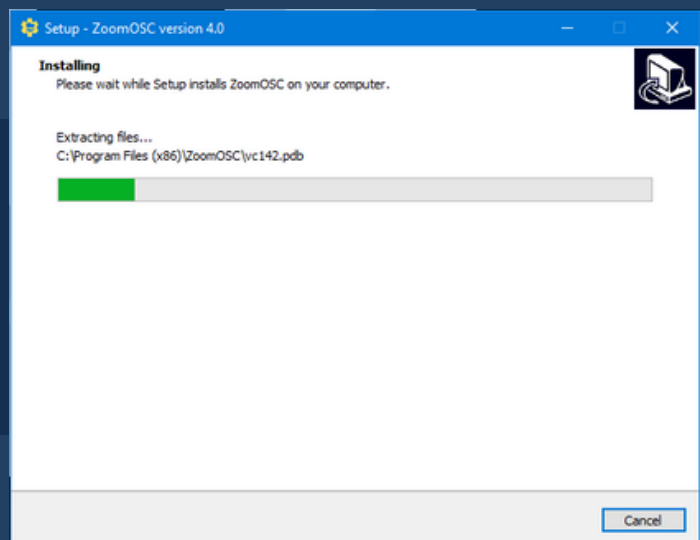 Setup - ZoomOSC version 4.0
Installing
Please wait while Setup installs ZoomOSC on your computer.
Extracting files...
C:\Program Files (x86)\ZoomOSC\vc142.pdb
Cancel